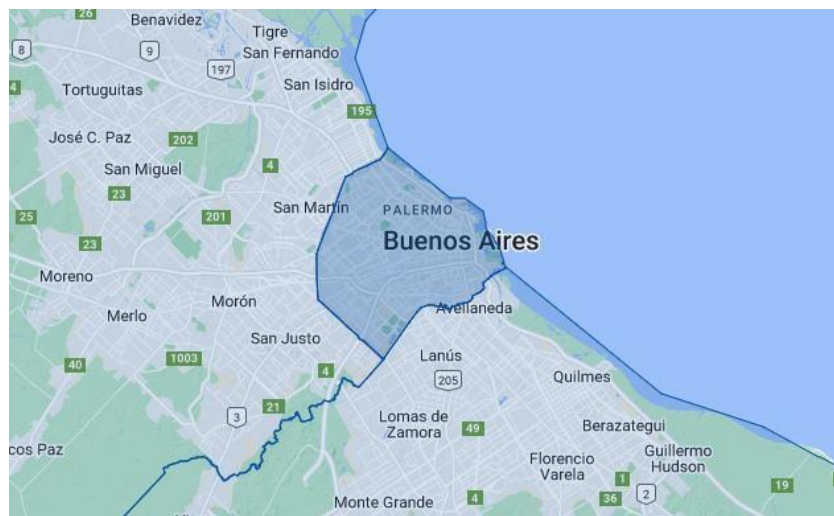 26
Benavidez
Tigre
8
9
San Fernando
197
4
San Isidro
Tortuguitas
195
José C. Paz
202
4
San Miguel
23
San Martín
PALERMO
25
201
23
Buenos Aires
Moreno
Morón
Merlo
Avellaneda
San Justo
1003
Lanús
40
4
205
Quilmes
21
3
Lomas de
Zamora
49
Berazategui
cos Paz
Guillermo
Hudson
Florencio
Varela
1
19
Monte Grande
4
36
2